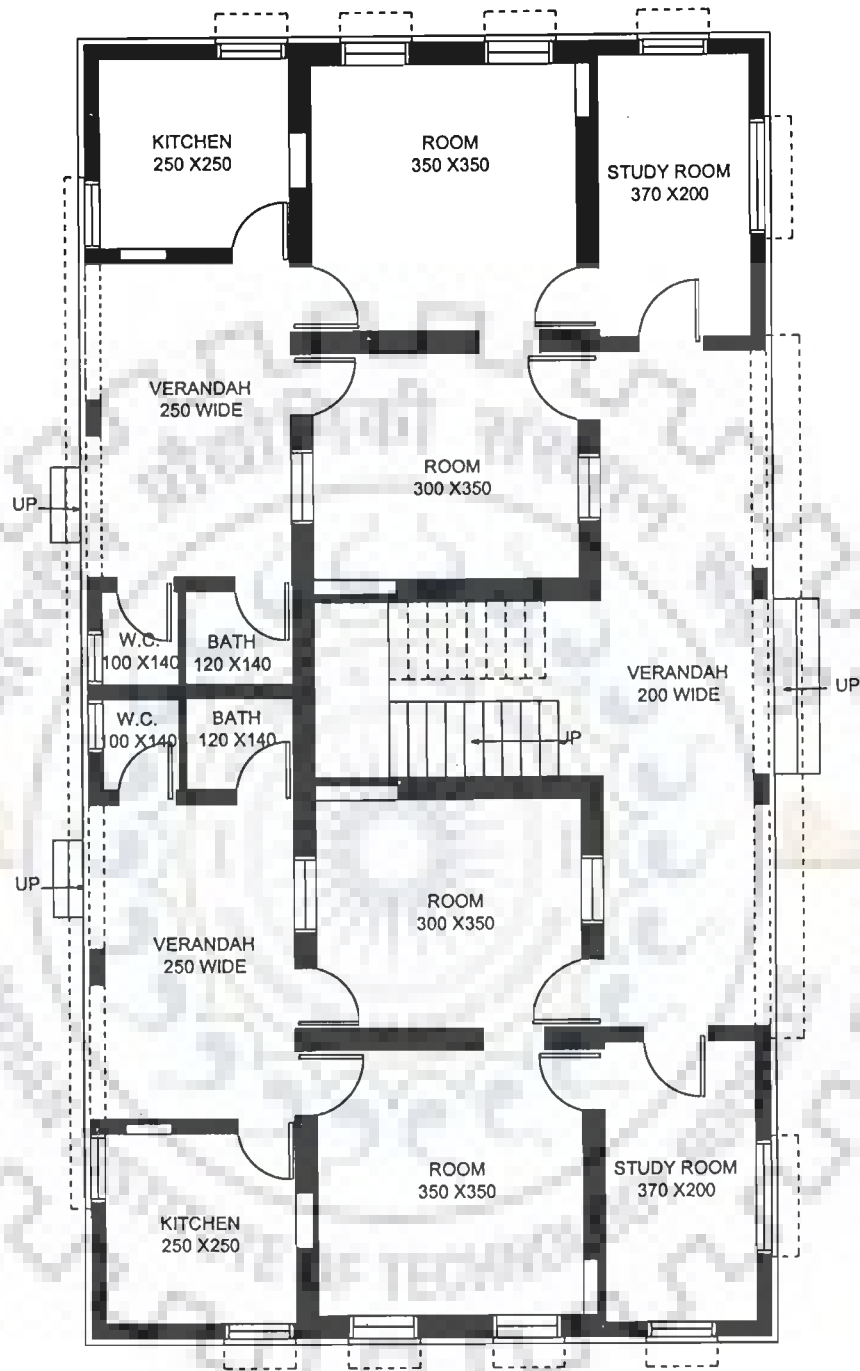 KITCHEN
250 X250
ROOM
350 X350
STUDY ROOM
370 X200
VERANDAH
250 WIDE
ROOM
300 X350
UP
W.C.
100 X140
BATH
120 X140
VERANDAH
200 WIDE
UP
W.C.
100 X140
BATH
120 X140
UP
UP
ROOM
300 X350
VERANDAH
250 WIDE
ROOM
350 X350
STUDY ROOM
370 X200
KITCHEN
250 X250
OF TECHNO